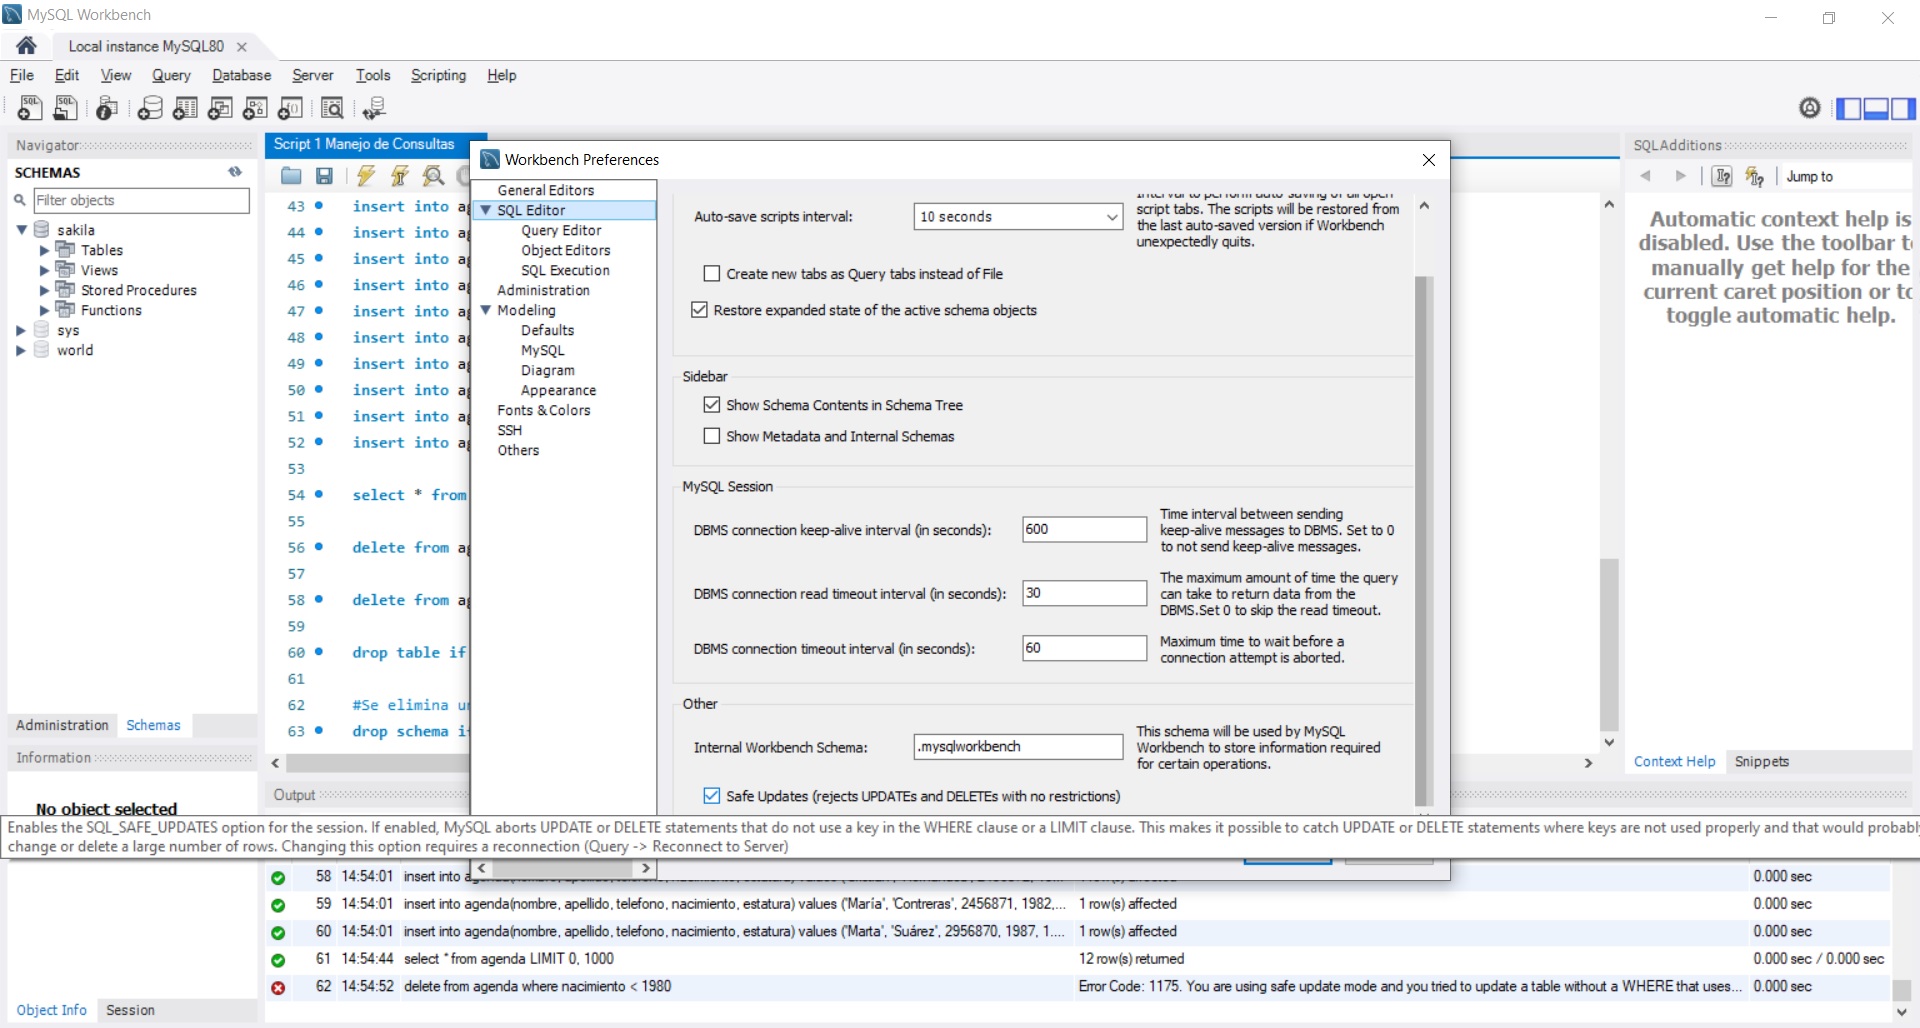 MySQL Workbench
Local instance MySQL80
File Edit View Query Database Server Tools Scripting Help
Navigator
SCHEMAS
Filter objects
sakila
Tables
Views
Stored Procedures
Functions
sys
world
Administration Schemas
Information
No object selected
Script 1 Manejo de Consultas
43 insert into
44 insert into
45 insert into
46 insert into
47 insert into
48 insert into
49 insert into
50 insert into
51 insert into
52 insert into
53
54 select * from
55
56 delete from
57
58 delete from
59
60 drop table if
61
62 #Se elimina
63 drop schema
Output
Workbench Preferences
General Editors
SQL Editor
Query Editor
Object Editors
SQL Execution
Administration
Modeling
Defaults
MySQL
Diagram
Appearance
Fonts & Colors
SSH
Others
Auto-save scripts interval: 10 seconds
Interval to perform auto-saving of all open
script tabs. The scripts will be restored from
the last auto-saved version if Workbench
unexpectedly quits.
Create new tabs as Query tabs instead of File
Restore expanded state of the active schema objects
Sidebar
Show Schema Contents in Schema Tree
Show Metadata and Internal Schemas
MySQL Session
DBMS connection keep-alive interval (in seconds): 600
Time interval between sending
keep-alive messages to DBMS. Set to 0
to not send keep-alive messages.
DBMS connection read timeout interval (in seconds): 30
The maximum amount of time the query
can take to return data from the
DBMS.Set 0 to skip the read timeout.
DBMS connection timeout interval (in seconds): 60
Maximum time to wait before a
connection attempt is aborted.
Other
Internal Workbench Schema: .mysqlworkbench
This schema will be used by MySQL
Workbench to store information required
for certain operations.
Safe Updates (rejects UPDATEs and DELETEs with no restrictions)
SQLAdditions
Jump to
Automatic context help is
disabled. Use the toolbar
manually get help for the
current caret position or
toggle automatic help.
Context Help Snippets
Enables the SQL_SAFE_UPDATES option for the session. If enabled, MySQL aborts UPDATE or DELETE statements that do not use a key in the WHERE clause or a LIMIT clause. This makes it possible to catch UPDATE or DELETE statements where keys are not used properly and that would probabl
change or delete a large number of rows. Changing this option requires a reconnection (Query -> Reconnect to Server)
58 14:54:01 insert into 0.000 sec
59 14:54:01 insert into agenda(nombre, apellido, telefono, nacimiento, estatura) values ('María', 'Contreras', 2456871, 1982,... 1 row(s) affected 0.000 sec
60 14:54:01 insert into agenda(nombre, apellido, telefono, nacimiento, estatura) values ('Marta', 'Suárez', 2956870, 1987, 1.... 1 row(s) affected 0.000 sec
61 14:54:44 select * from agenda LIMIT 0, 1000 12 row(s) returned 0.000 sec / 0.000 sec
62 14:54:52 delete from agenda where nacimiento < 1980 Error Code: 1175. You are using safe update mode and you tried to update a table without a WHERE that uses... 0.000 sec
Object Info Session